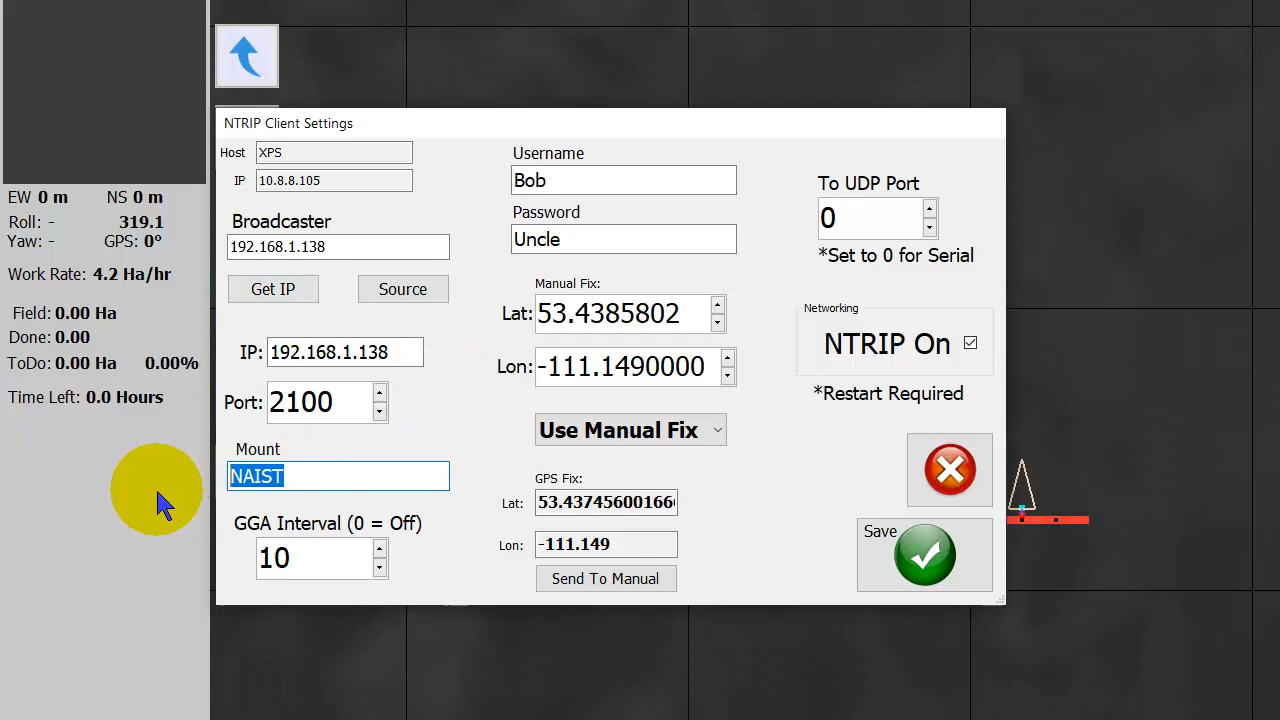 EW 0 m NS 0 m
Roll: - 319.1
Yaw: - GPS: 0°
Work Rate: 4.2 Ha/hr
Field: 0.00 Ha
Done: 0.00
ToDo: 0.00 Ha 0.00%
Time Left: 0.0 Hours
NTRIP Client Settings
Host XPS
IP 10.8.8.105
Broadcaster
192.168.1.138
Get IP Source
IP: 192.168.1.138
Port: 2100
Mount
NAIST
GGA Interval (0 = Off)
10
Username
Bob
Password
Uncle
Manual Fix:
Lat: 53.4385802
Lon: -111.1490000
Use Manual Fix
GPS Fix:
Lat: 53.4374560016
Lon: -111.149
Send To Manual
To UDP Port
0
*Set to 0 for Serial
Networking
NTRIP On
*Restart Required
Save